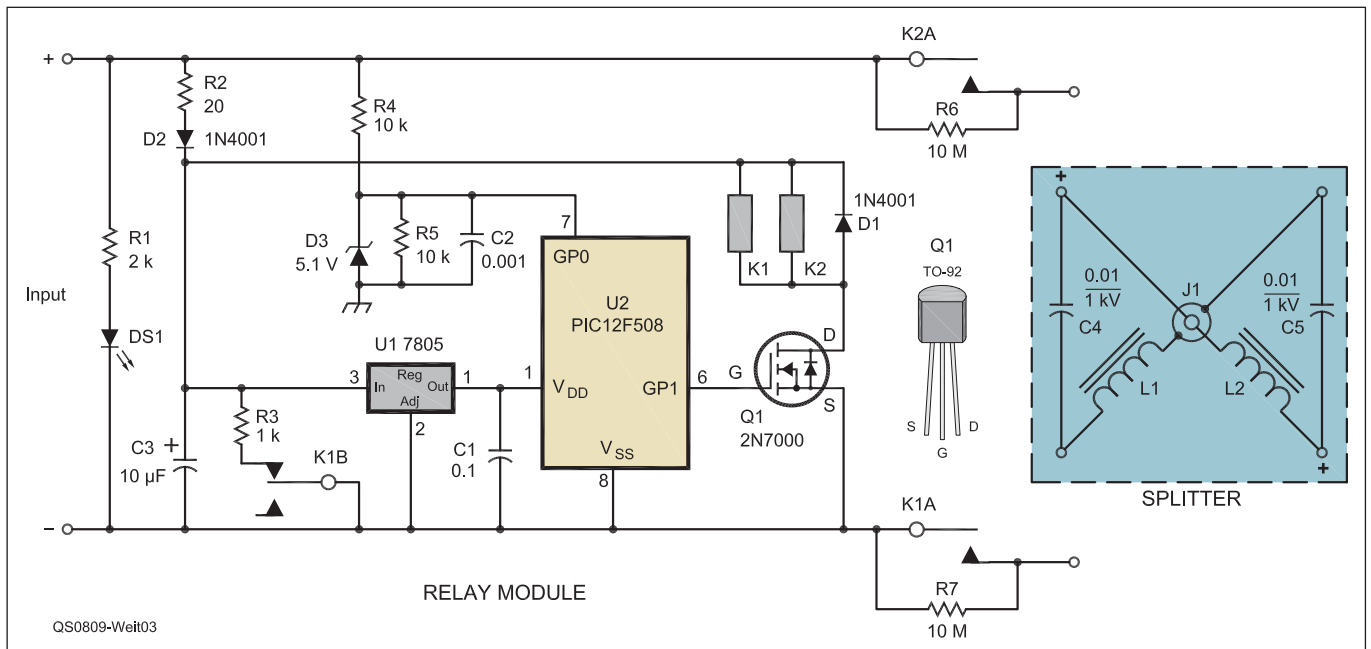 K2A
+
R2
20
R4
10 k
R6
10 M
D2
1N4001
+
1N4001
D1
7
R1
2 k
D3
5.1 V
R5
10 k
C2
0.001
GP0
K1
K2
Q1
TO-92
0.01
1 kV
C4
J1
0.01
1 kV
C5
Input
U2
PIC12F508
D
DS1
U1 7805
3
Reg
In
Out
Adj
1
2
1
VDD
GP1
6
G
S
Q1
2N7000
L1
L2
R3
1 k
C3
+
10 µF
K1B
C1
0.1
VSS
8
S
G
D
+
SPLITTER
–
K1A
RELAY MODULE
R7
10 M
QS0809-Weit03